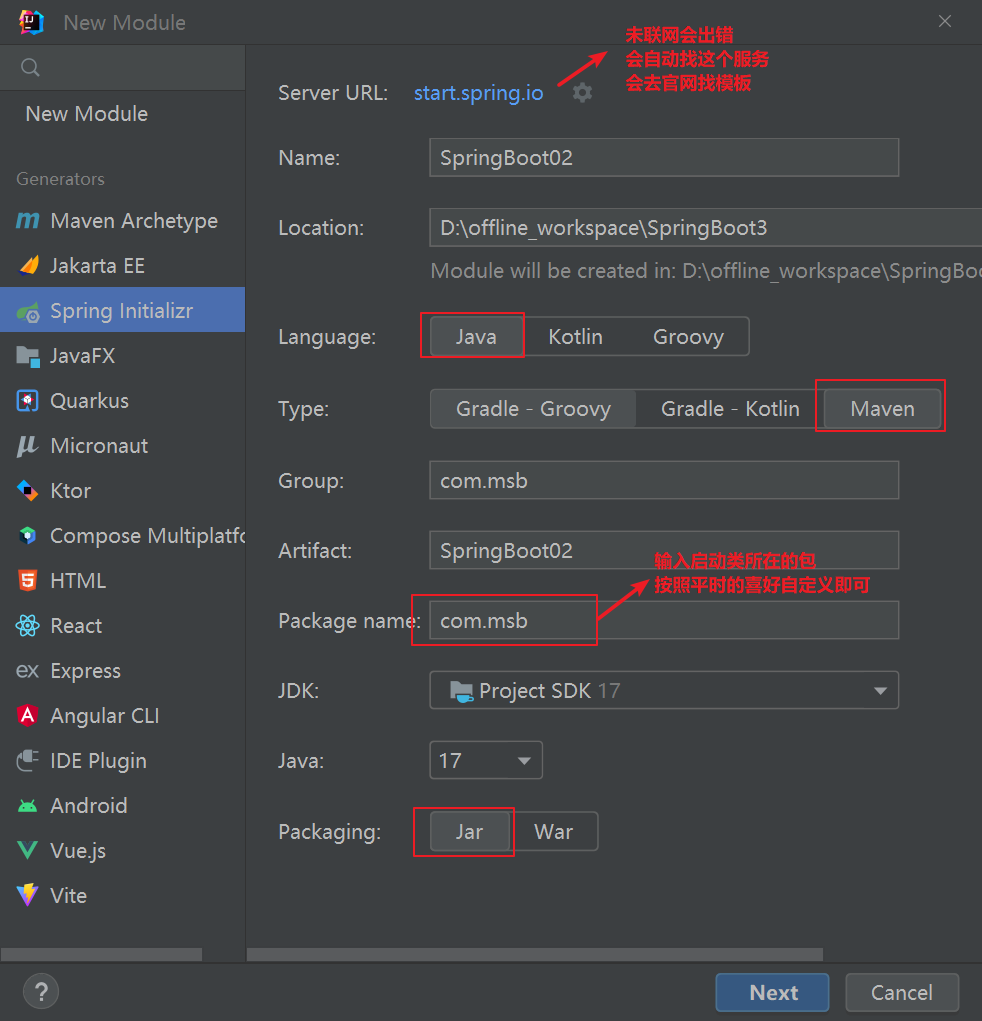 New Module
未联网会出错
会自动找这个服务
会去官网找模板
New Module
Generators
Maven Archetype
Jakarta EE
Spring Initializr
JavaFX
Quarkus
Micronaut
Ktor
Compose Multiplatfo
HTML
React
ex Express
Angular CLI
IDE Plugin
Android
Vue.js
Vite
Server URL: start.spring.io
Name: SpringBoot02
Location: D:\offline_workspace\SpringBoot3
Module will be created in: D:\offline_workspace\SpringBoo
Language: Java Kotlin Groovy
Type: Gradle - Groovy Gradle - Kotlin Maven
Group: com.msb
Artifact: SpringBoot02
输入启动类所在的包
按照平时的喜好自定义即可
Package name: com.msb
JDK: Project SDK 17
Java: 17
Packaging: Jar War
? Next Cancel